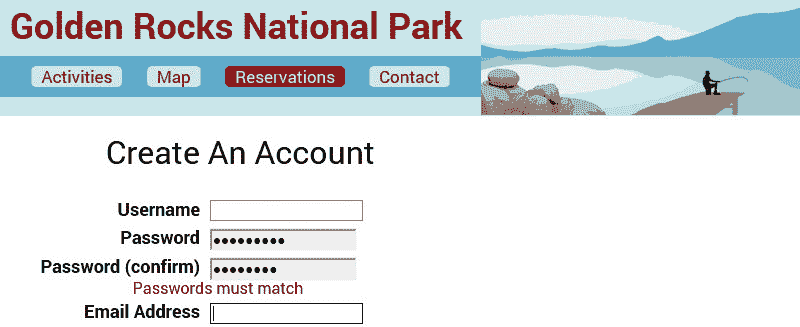 Golden Rocks National Park
Activities Map Reservations Contact
Create An Account
Username
Password •••••••••
Password (confirm) ••••••••
Passwords must match
Email Address